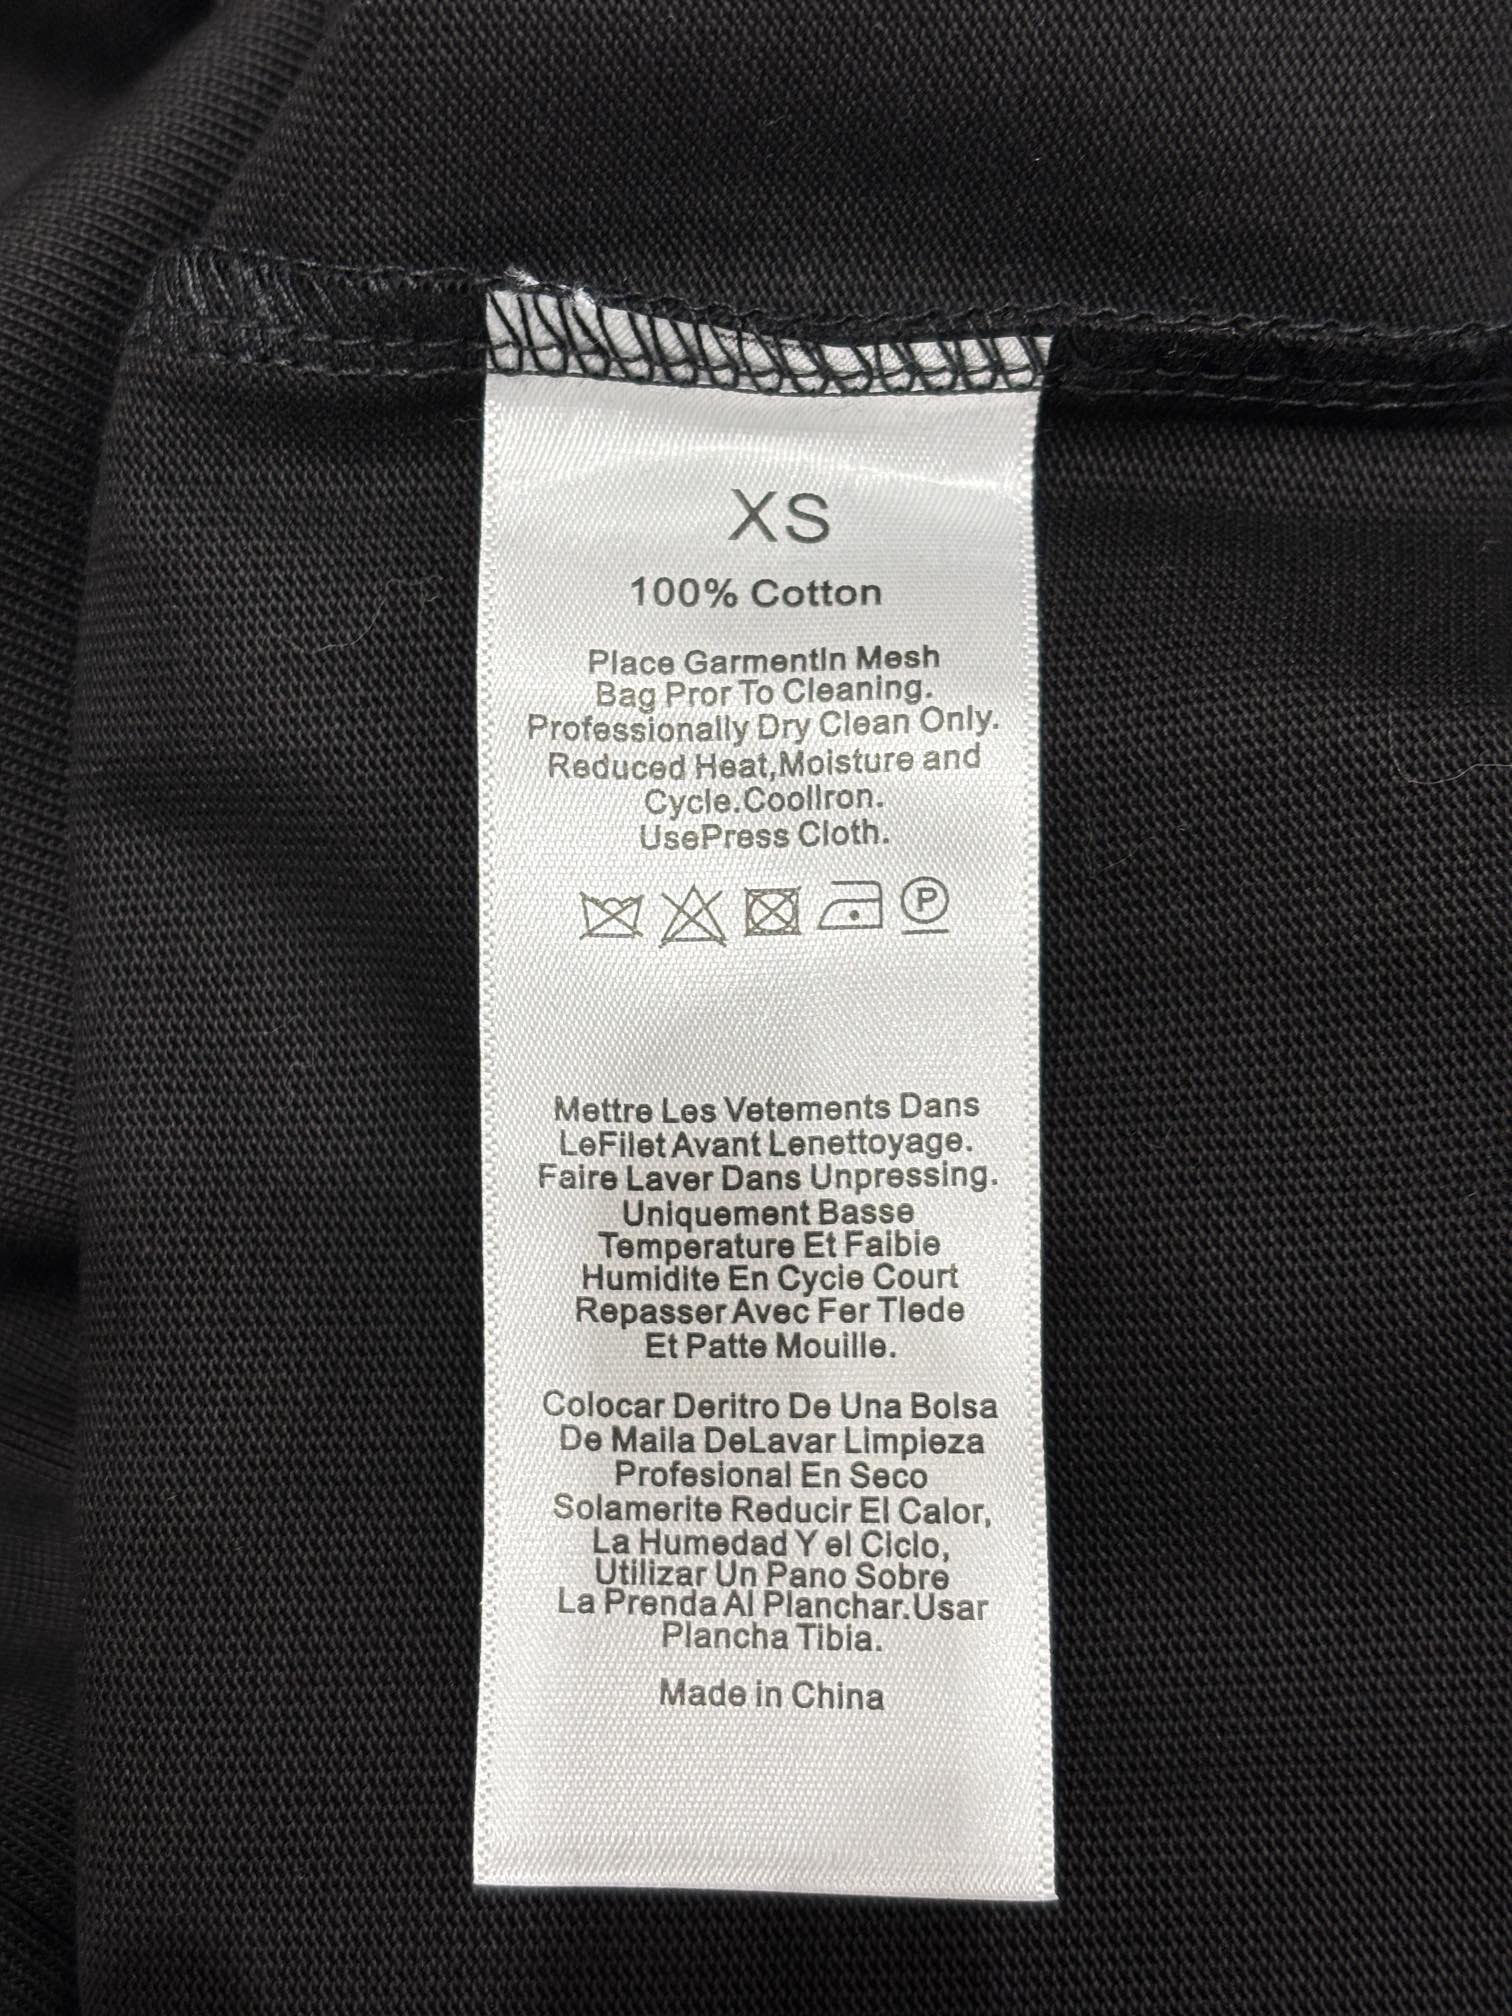 XS
100% Cotton
Place GarmentIn Mesh
Bag Pror To Cleaning.
Professionally Dry Clean Only.
Reduced Heat,Moisture and
Cycle.CoolIron.
UsePress Cloth.
P
Mettre Les Vetements Dans
LeFilet Avant Lenettoyage.
Faire Laver Dans Unpressing.
Uniquement Basse
Temperature Et Faibie
Humidite En Cycie Court
Repasser Avec Fer Tlede
Et Patte Mouille.
Colocar Deritro De Una Bolsa
De Maila DeLavar Limpieza
Profesional En Seco
Solamerite Reducir El Calor,
La Humedad Y el Ciclo,
Utilizar Un Pano Sobre
La Prenda Al Planchar.Usar
Plancha Tibia.
Made in China